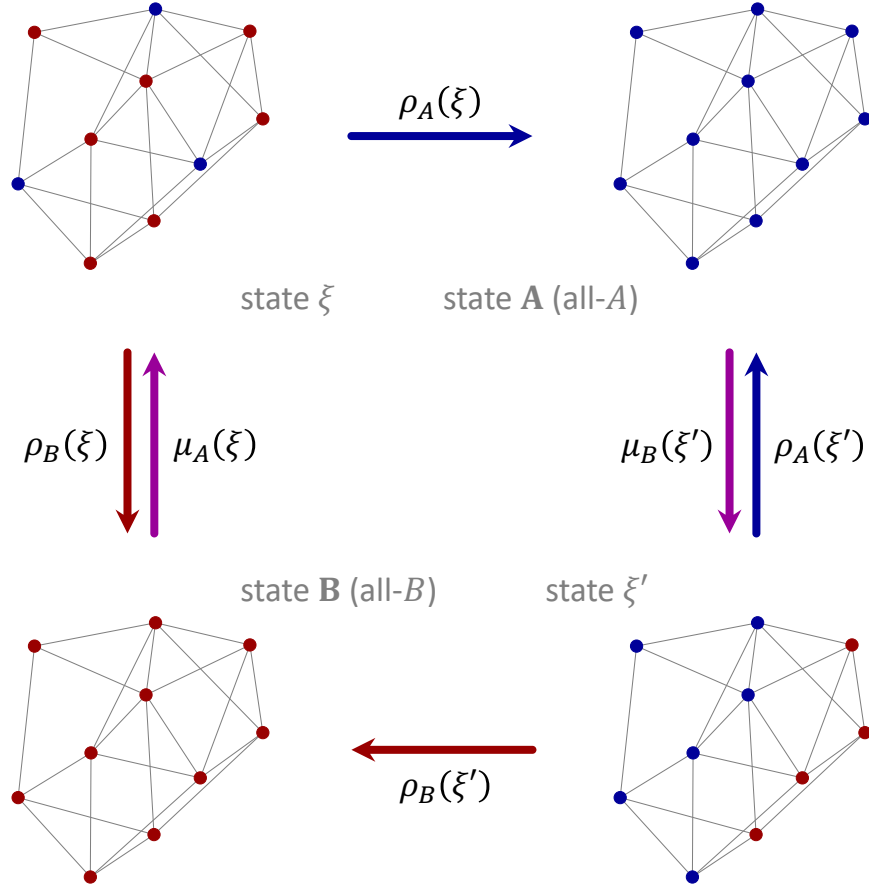 ρ_A(ξ)
state ξ
state A (all-A)
ρ_B(ξ)
μ_A(ξ)
μ_B(ξ′)
ρ_A(ξ′)
state B (all-B)
state ξ′
ρ_B(ξ′)